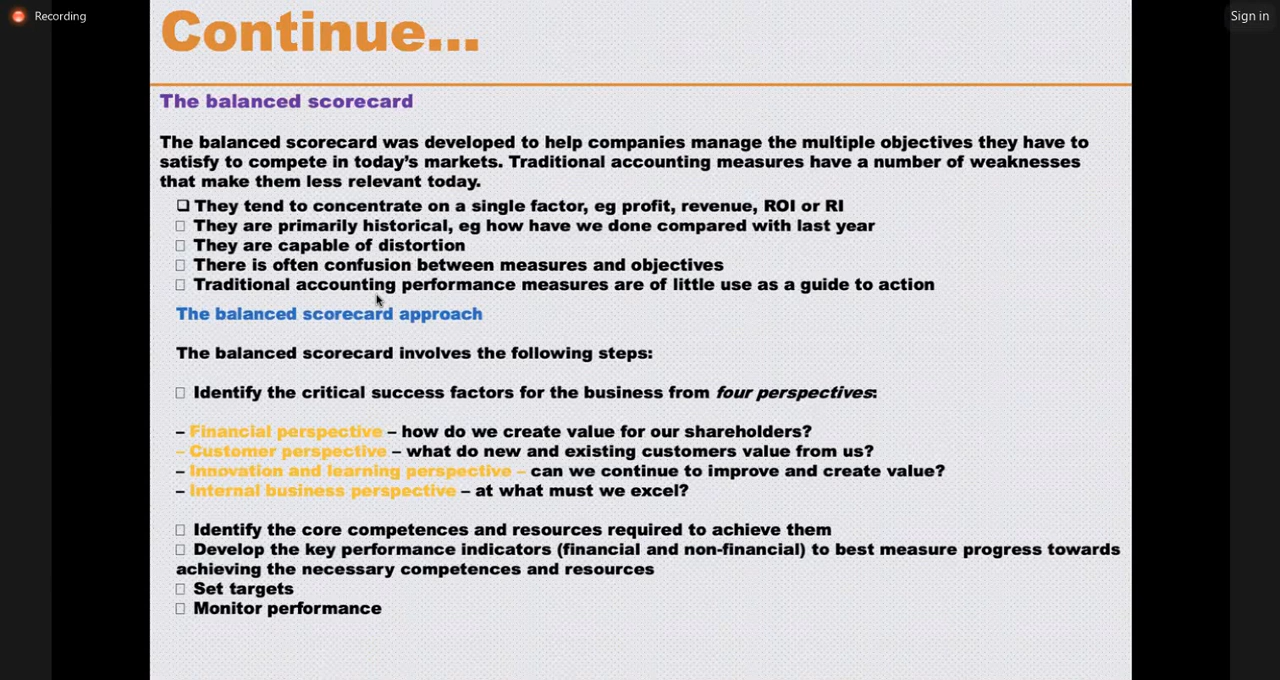 Recording
Sign in
Continue...
The balanced scorecard
The balanced scorecard was developed to help companies manage the multiple objectives they have to
satisfy to compete in today's markets. Traditional accounting measures have a number of weaknesses
that make them less relevant today.
❑ They tend to concentrate on a single factor, eg profit, revenue, ROI or RI
 They are primarily historical, eg how have we done compared with last year
 They are capable of distortion
 There is often confusion between measures and objectives
 Traditional accounting performance measures are of little use as a guide to action
The balanced scorecard approach
The balanced scorecard involves the following steps:
 Identify the critical success factors for the business from four perspectives:
– Financial perspective – how do we create value for our shareholders?
– Customer perspective – what do new and existing customers value from us?
– Innovation and learning perspective – can we continue to improve and create value?
– Internal business perspective – at what must we excel?
 Identify the core competences and resources required to achieve them
 Develop the key performance indicators (financial and non-financial) to best measure progress towards
achieving the necessary competences and resources
 Set targets
 Monitor performance